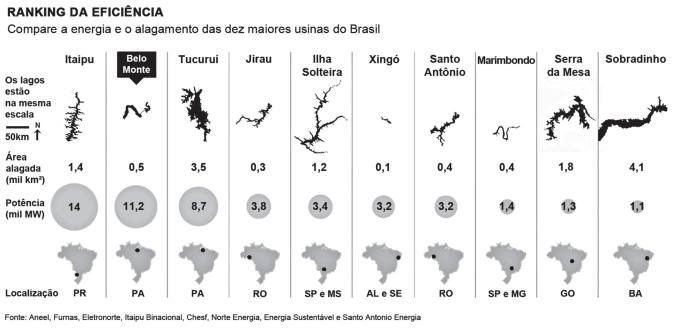 RANKING DA EFICIÊNCIA
Compare a energia e o alagamento das dez maiores usinas do Brasil
Itaipu
Belo
Monte
Tucuruí
Jirau
Ilha
Solteira
Xingó
Santo
Antônio
Marimbondo
Serra
da Mesa
Sobradinho
Os lagos
estão
na mesma
escala
N
50km
Área
alagada
(mil km²)
1,4
0,5
3,5
0,3
1,2
0,1
0,4
0,4
1,8
4,1
Potência
(mil MW)
14
11,2
8,7
3,8
3,4
3,2
3,2
1,4
1,3
1,1
Localização
PR
PA
PA
RO
SP e MS
AL e SE
RO
SP e MG
GO
BA
Fonte: Aneel, Furnas, Eletronorte, Itaipu Binacional, Chesf, Norte Energia, Energia Sustentável e Santo Antonio Energia